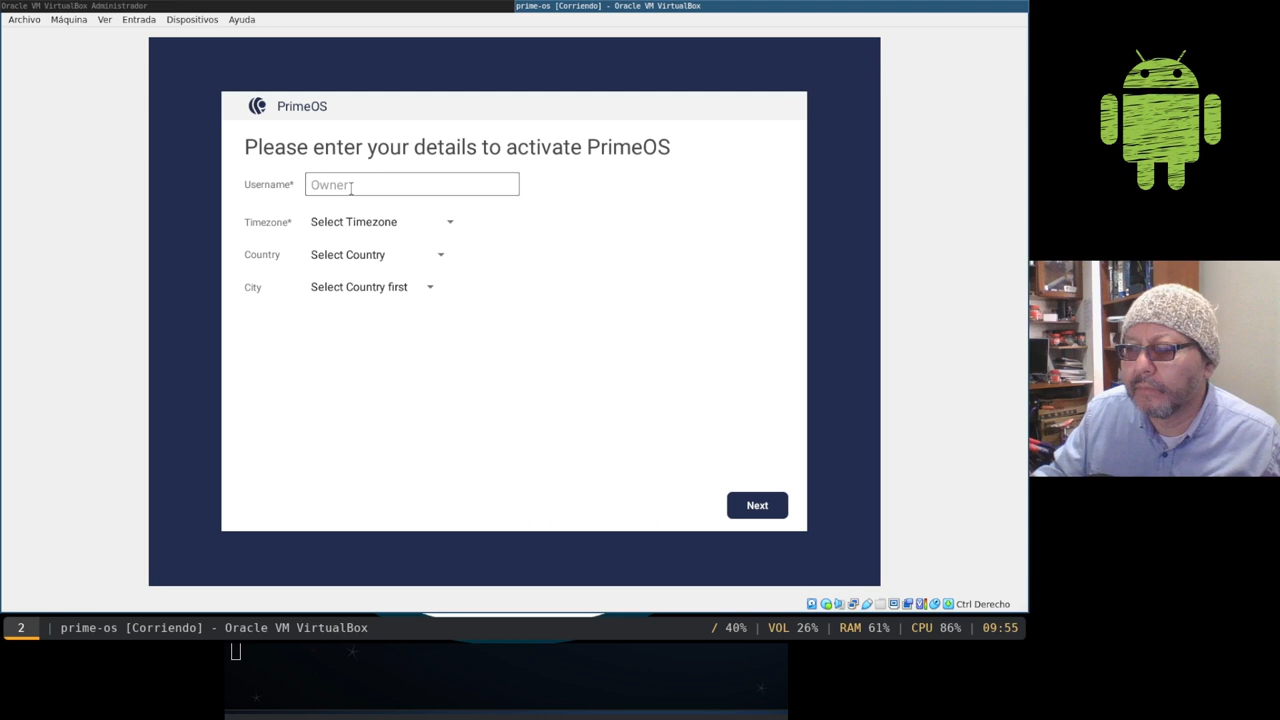 Oracle VM VirtualBox Administrador
prime-os [Corriendo] - Oracle VM VirtualBox
Archivo Máquina Ver Entrada Dispositivos Ayuda
PrimeOS
Please enter your details to activate PrimeOS
Username* Owner
Timezone* Select Timezone
Country Select Country
City Select Country first
Next
Ctrl Derecho
2 | prime-os [Corriendo] - Oracle VM VirtualBox / 40% | VOL 26% | RAM 61% | CPU 86% | 09:55